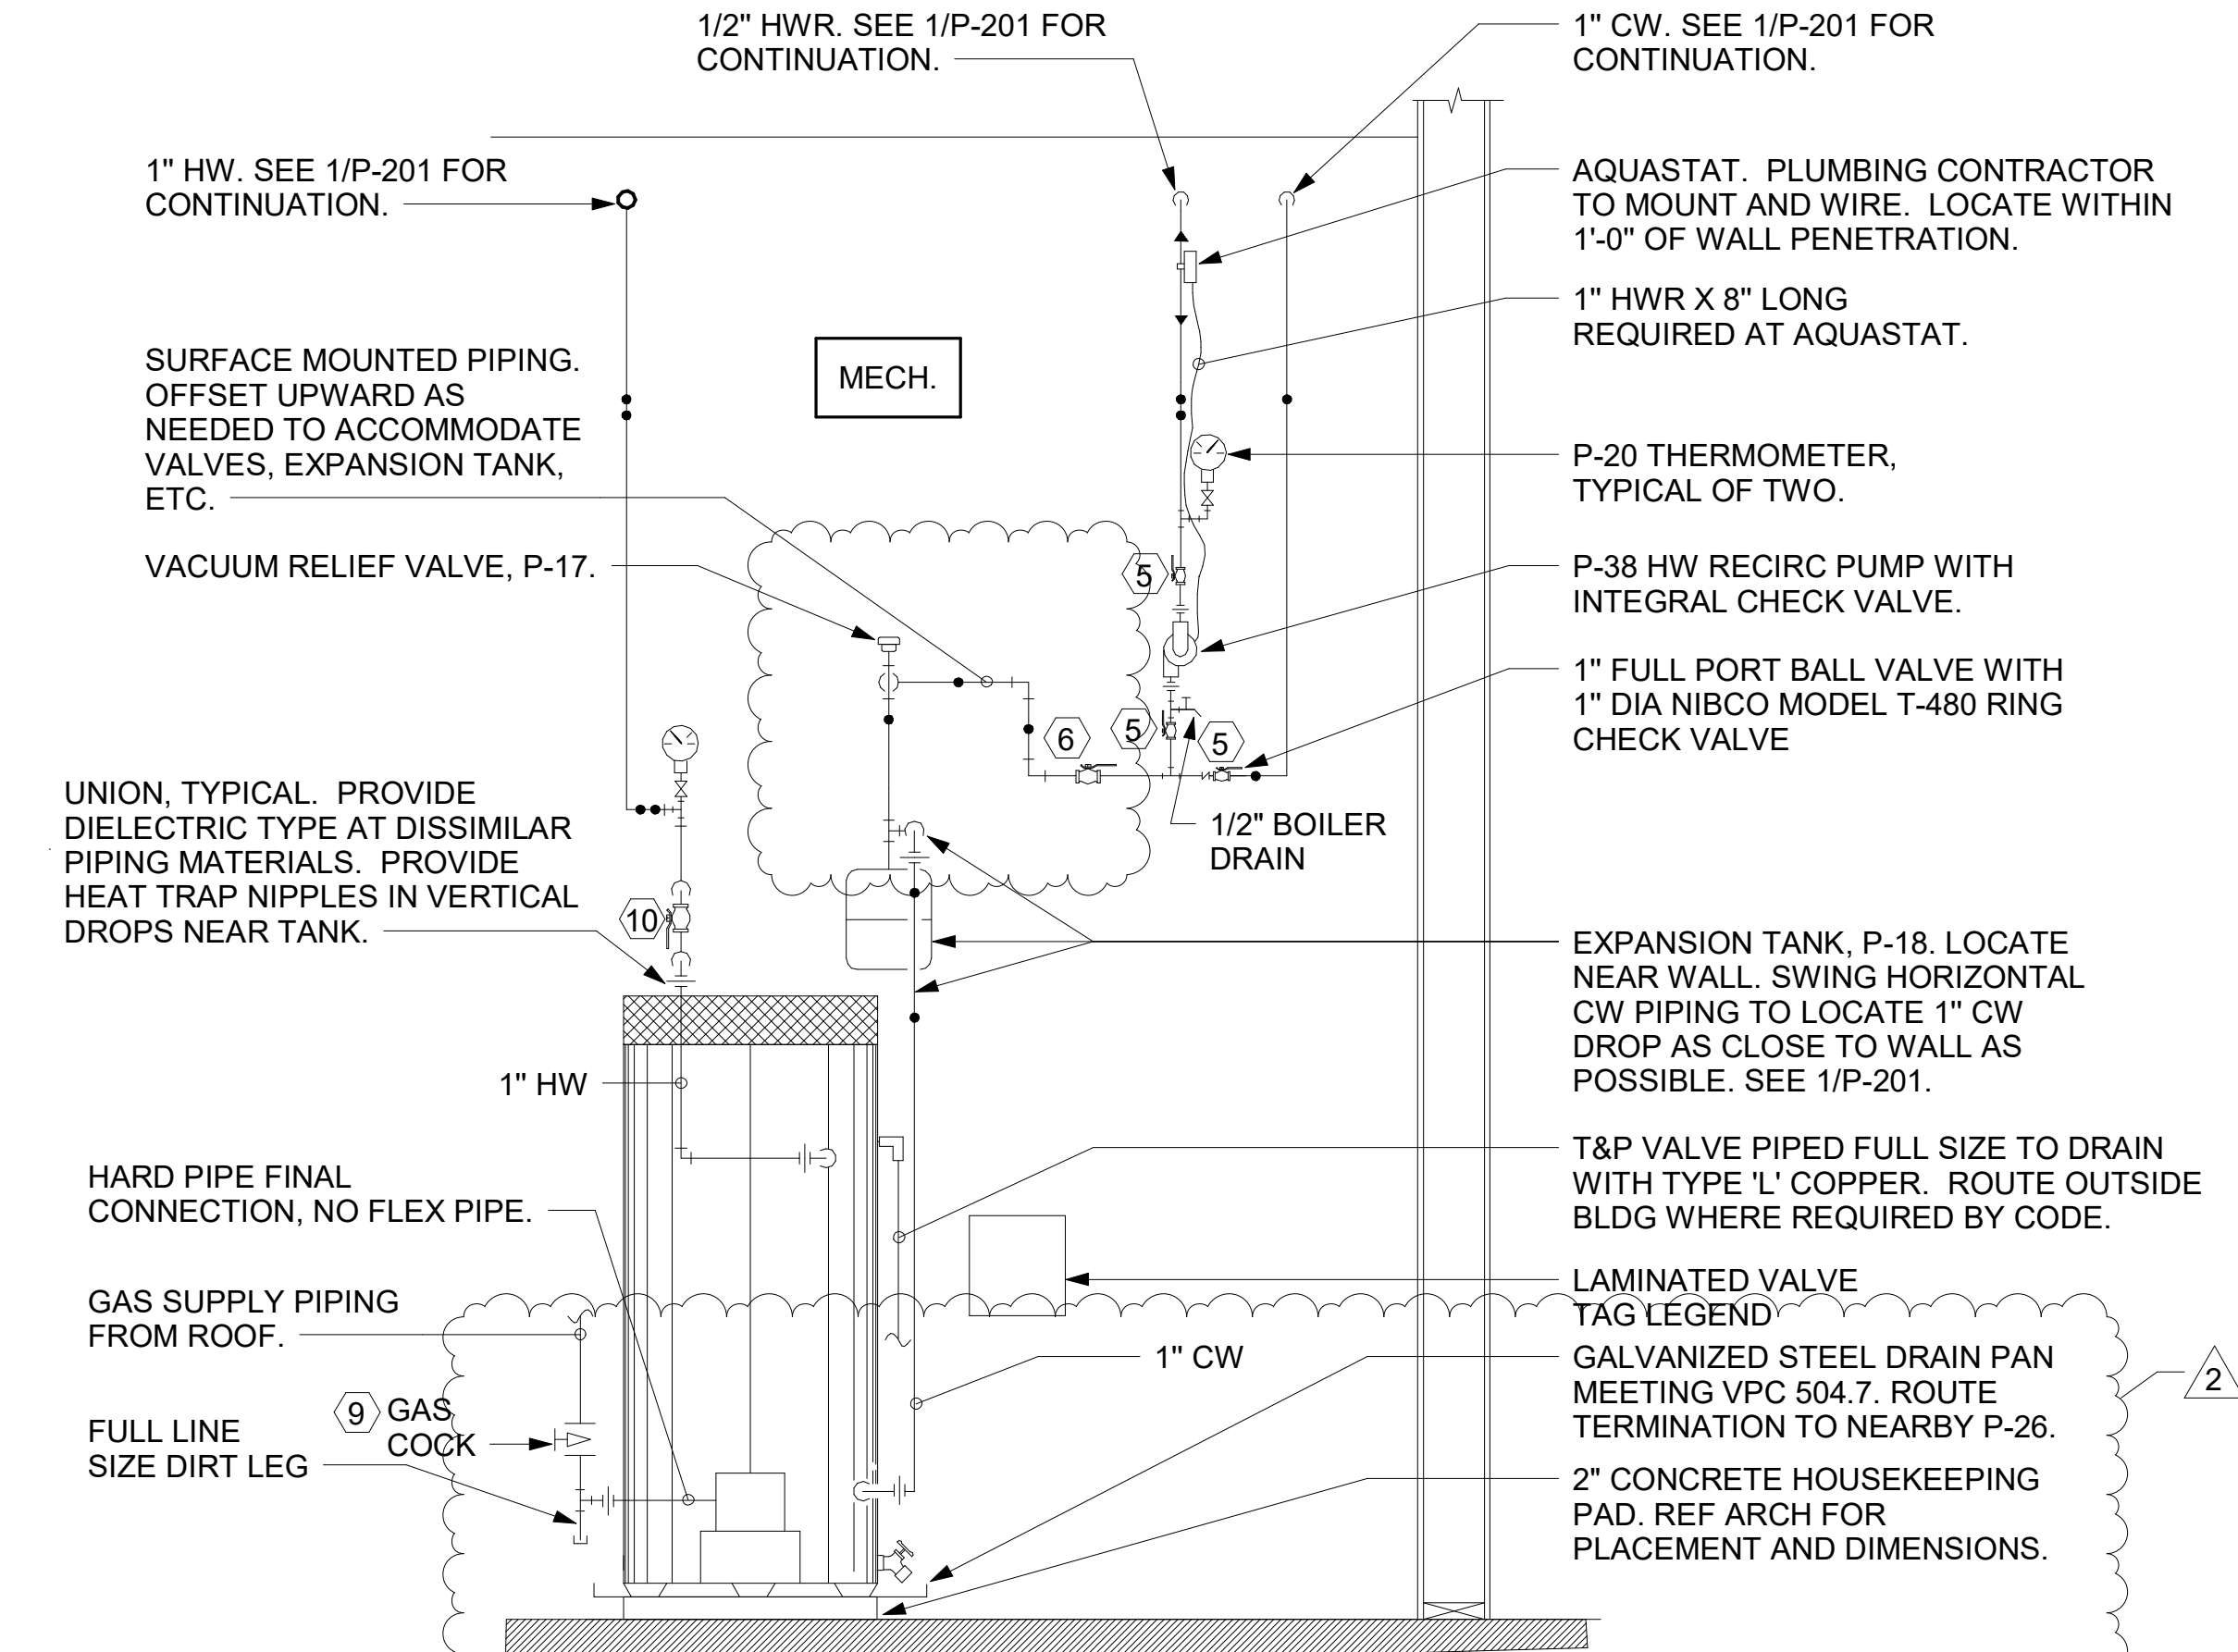 1/2" HWR. SEE 1/P-201 FOR
CONTINUATION.
1" CW. SEE 1/P-201 FOR
CONTINUATION.
1" HW. SEE 1/P-201 FOR
CONTINUATION.
AQUASTAT. PLUMBING CONTRACTOR
TO MOUNT AND WIRE. LOCATE WITHIN
1'-0" OF WALL PENETRATION.
1" HWR X 8" LONG
REQUIRED AT AQUASTAT.
SURFACE MOUNTED PIPING.
OFFSET UPWARD AS
NEEDED TO ACCOMMODATE
VALVES, EXPANSION TANK,
ETC.
MECH.
P-20 THERMOMETER,
TYPICAL OF TWO.
VACUUM RELIEF VALVE, P-17.
5
P-38 HW RECIRC PUMP WITH
INTEGRAL CHECK VALVE.
1" FULL PORT BALL VALVE WITH
1" DIA NIBCO MODEL T-480 RING
CHECK VALVE
6
5
5
UNION, TYPICAL. PROVIDE
DIELECTRIC TYPE AT DISSIMILAR
PIPING MATERIALS. PROVIDE
HEAT TRAP NIPPLES IN VERTICAL
DROPS NEAR TANK.
1/2" BOILER
DRAIN
10
EXPANSION TANK, P-18. LOCATE
NEAR WALL. SWING HORIZONTAL
CW PIPING TO LOCATE 1" CW
DROP AS CLOSE TO WALL AS
POSSIBLE. SEE 1/P-201.
1" HW
HARD PIPE FINAL
CONNECTION, NO FLEX PIPE.
T&P VALVE PIPED FULL SIZE TO DRAIN
WITH TYPE 'L' COPPER. ROUTE OUTSIDE
BLDG WHERE REQUIRED BY CODE.
GAS SUPPLY PIPING
FROM ROOF.
LAMINATED VALVE
TAG LEGEND
1" CW
GALVANIZED STEEL DRAIN PAN
MEETING VPC 504.7. ROUTE
TERMINATION TO NEARBY P-26.
2
9
GAS
COCK
FULL LINE
SIZE DIRT LEG
2" CONCRETE HOUSEKEEPING
PAD. REF ARCH FOR
PLACEMENT AND DIMENSIONS.